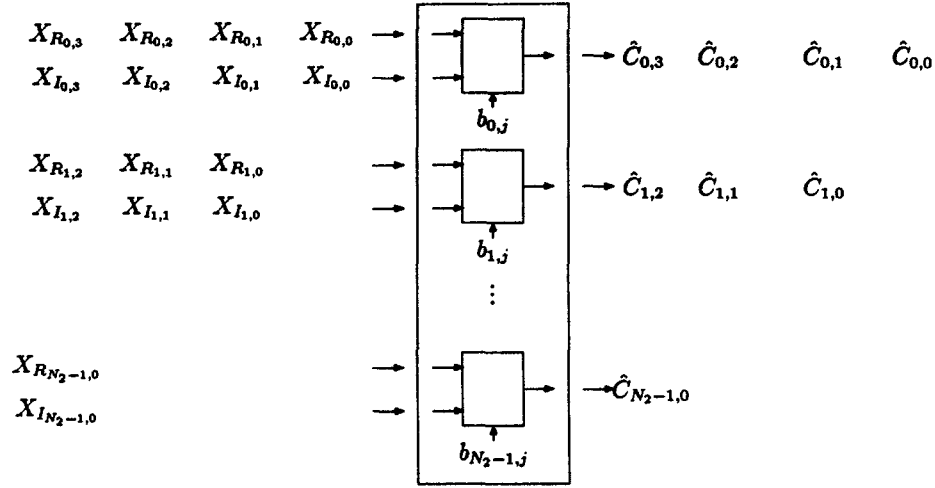 X_{R_{0,3}} X_{R_{0,2}} X_{R_{0,1}} X_{R_{0,0}} Ĉ_{0,3} Ĉ_{0,2} Ĉ_{0,1} Ĉ_{0,0}
X_{I_{0,3}} X_{I_{0,2}} X_{I_{0,1}} X_{I_{0,0}}
b_{0,j}
X_{R_{1,2}} X_{R_{1,1}} X_{R_{1,0}} Ĉ_{1,2} Ĉ_{1,1} Ĉ_{1,0}
X_{I_{1,2}} X_{I_{1,1}} X_{I_{1,0}}
b_{1,j}
⋮
X_{R_{N_2-1,0}} Ĉ_{N_2-1,0}
X_{I_{N_2-1,0}}
b_{N_2-1,j}